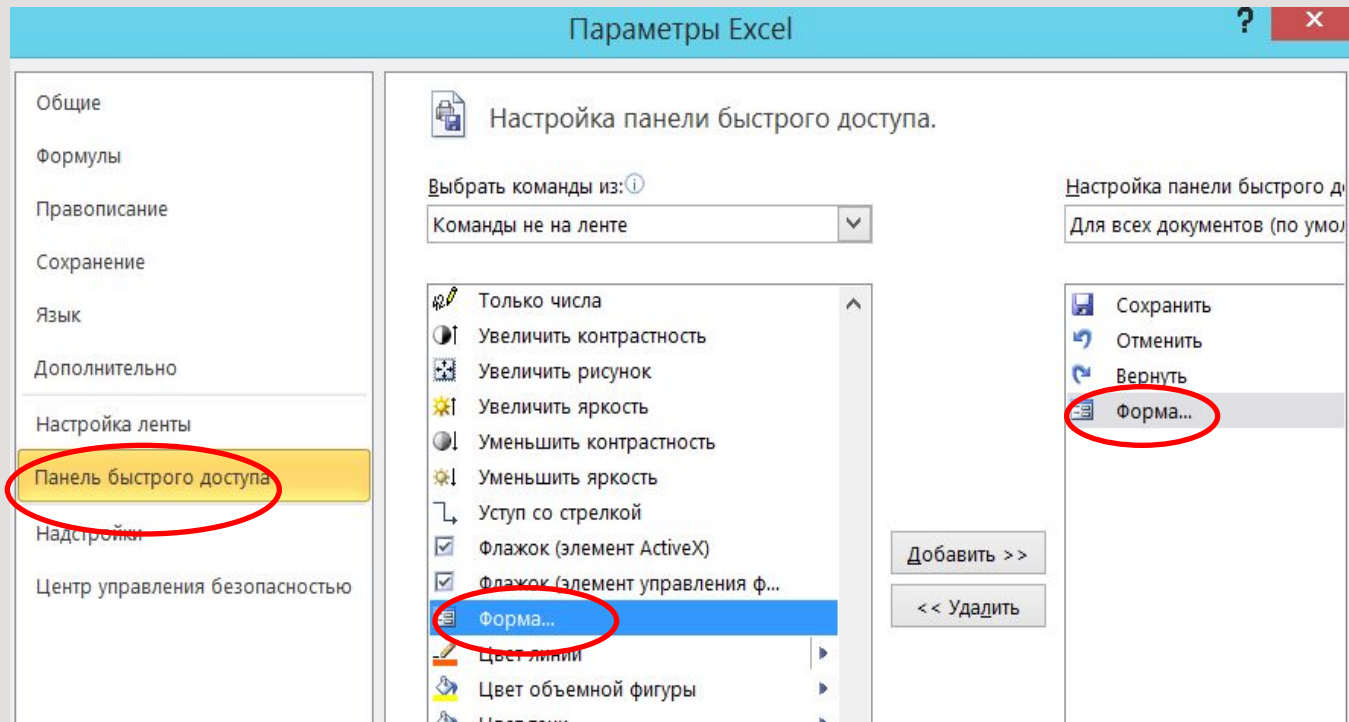 Параметры Excel
?
Общие
Формулы
Правописание
Сохранение
Язык
Дополнительно
Настройка ленты
Панель быстрого доступа
Надстройки
Центр управления безопасностью
Настройка панели быстрого доступа.
Выбрать команды из:
Команды не на ленте
Только числа
Увеличить контрастность
Увеличить рисунок
Увеличить яркость
Уменьшить контрастность
Уменьшить яркость
Уступ со стрелкой
Флажок (элемент ActiveX)
Флажок (элемент управления ф...
Форма...
Цвет линии
Цвет объемной фигуры
Добавить >>
<< Удалить
Настройка панели быстрого д
Для всех документов (по умол
Сохранить
Отменить
Вернуть
Форма...